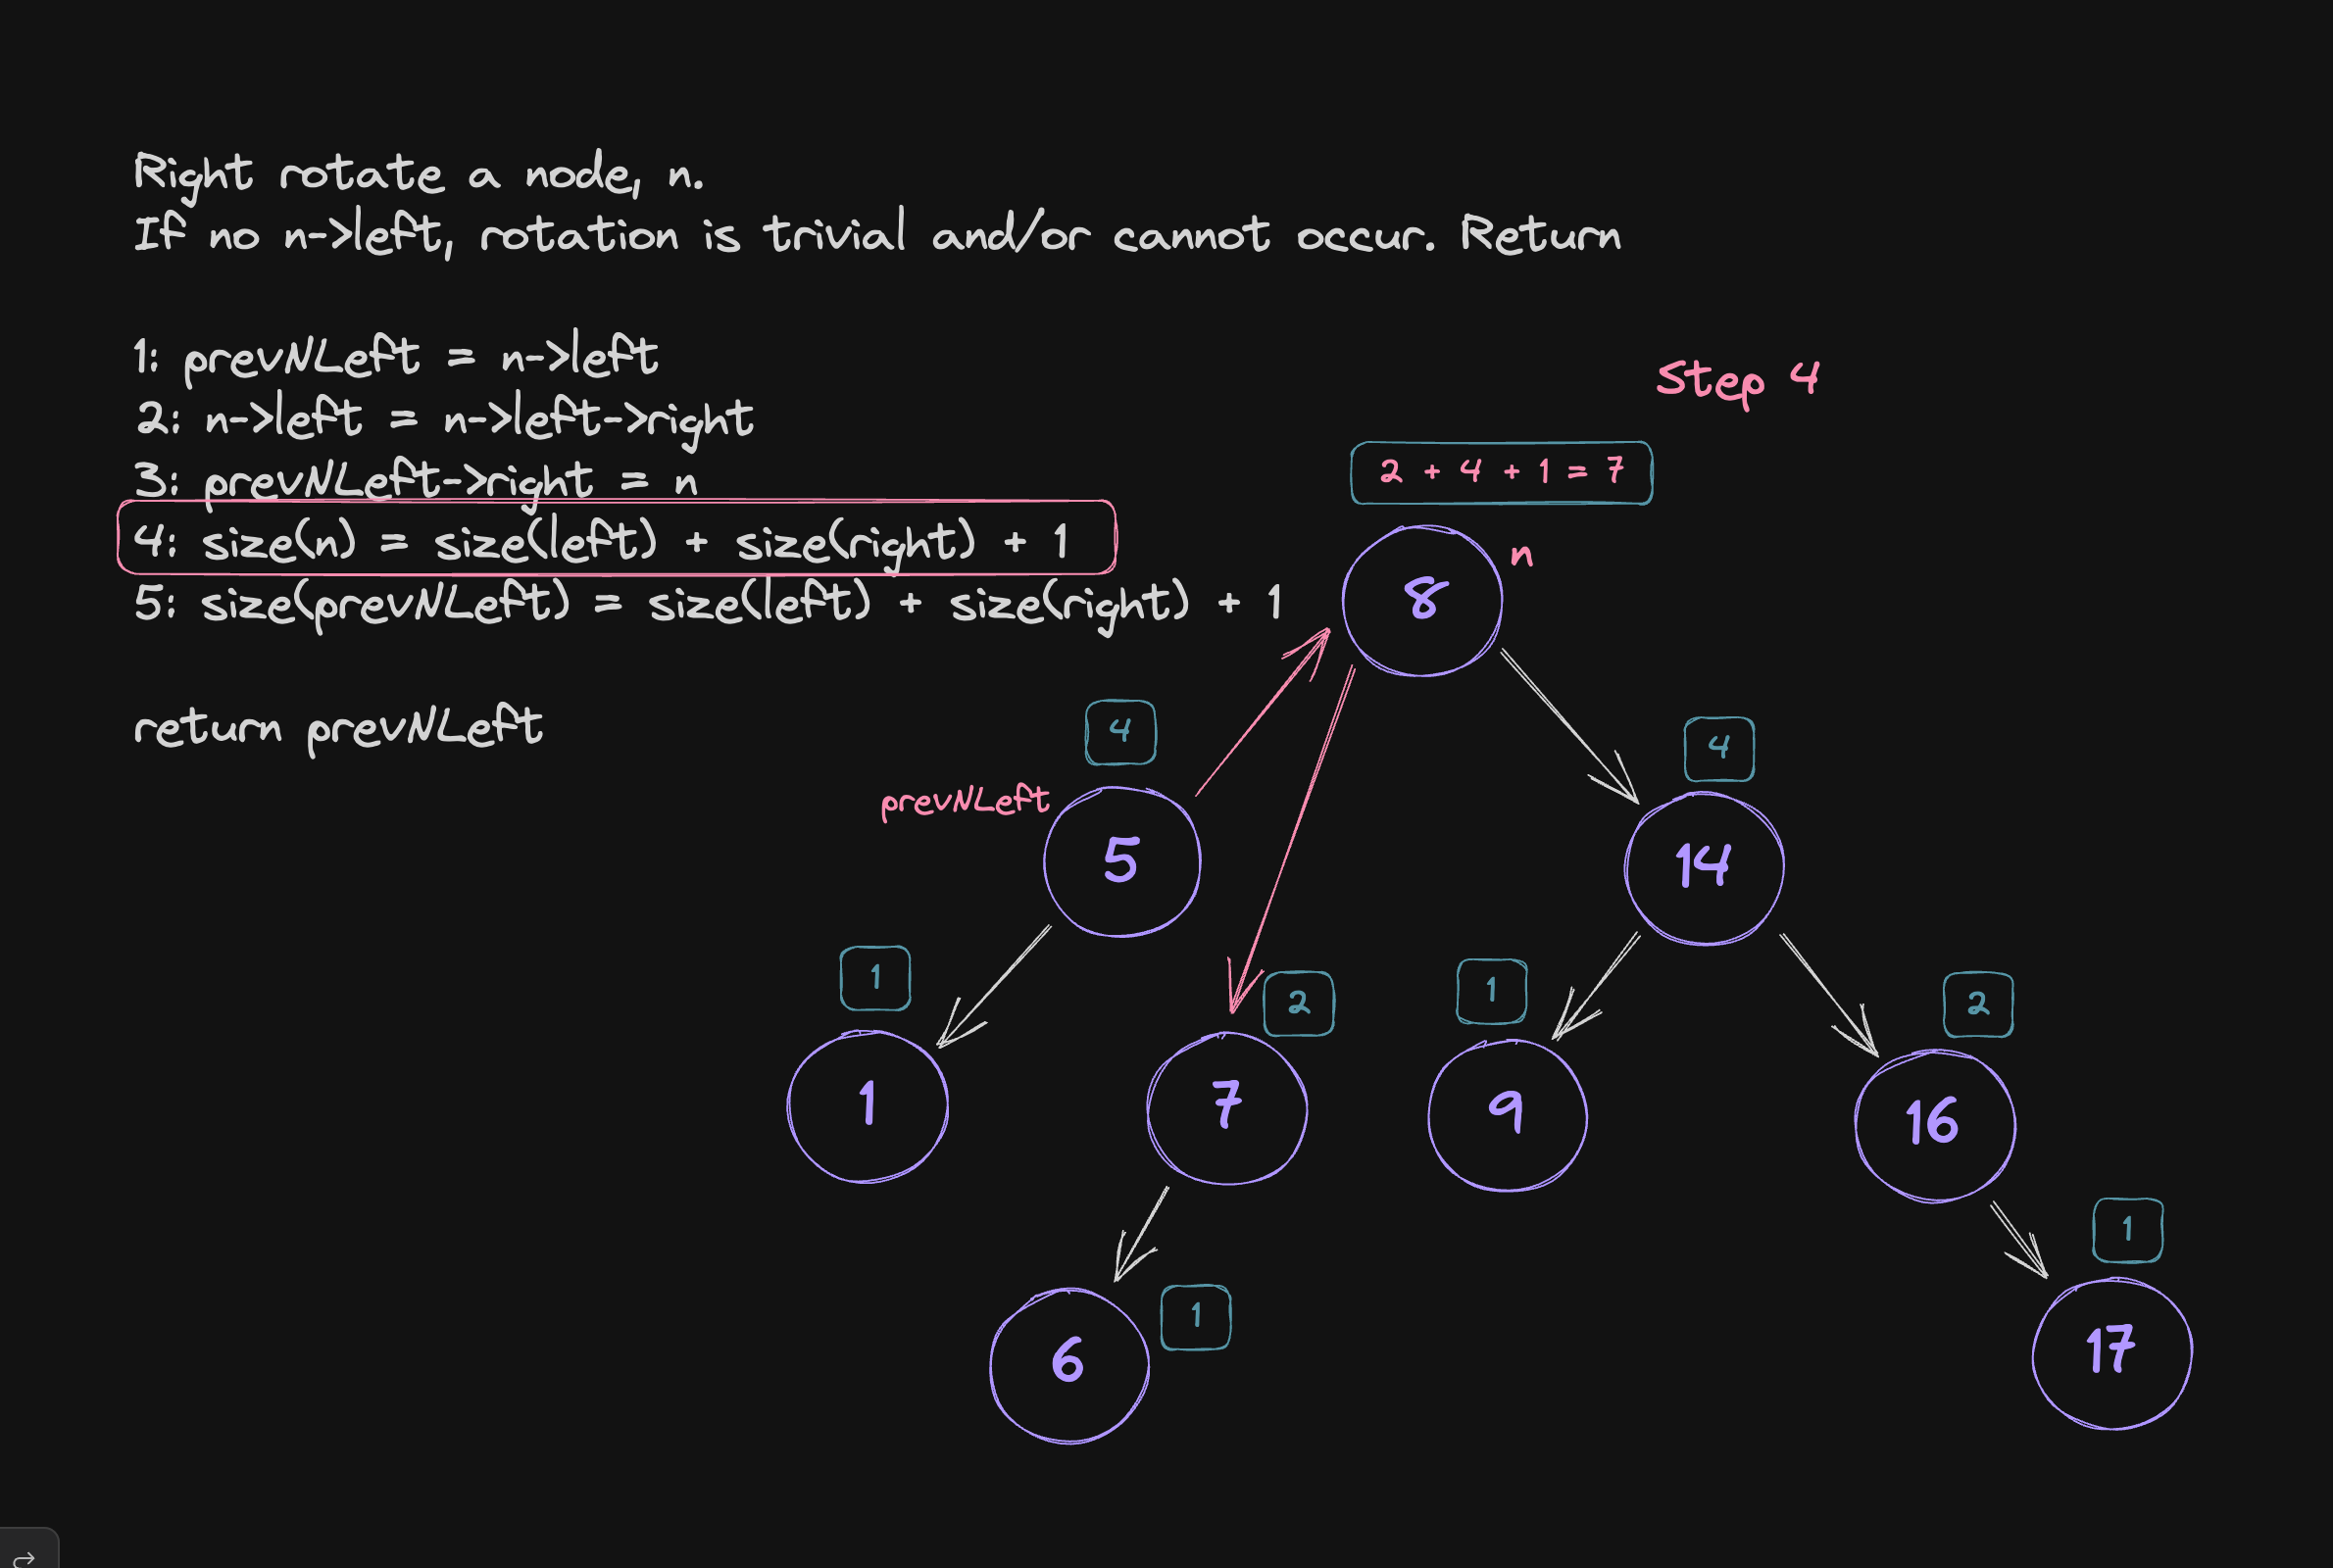 Right rotate a node, n.
If no n->left, rotation is trivial and/or cannot occur. Return
1: prevNLeft = n->left
2: n->left = n->left->right
3: prevNLeft->right = n
4: size(n) = size(left) + size(right) + 1
5: size(prevNLeft) = size(left) + size(right) + 1
return prevNLeft
Step 4
2 + 4 + 1 = 7
n
8
4
4
prevNLeft
5
14
1
2
1
2
1
7
9
16
1
1
6
17